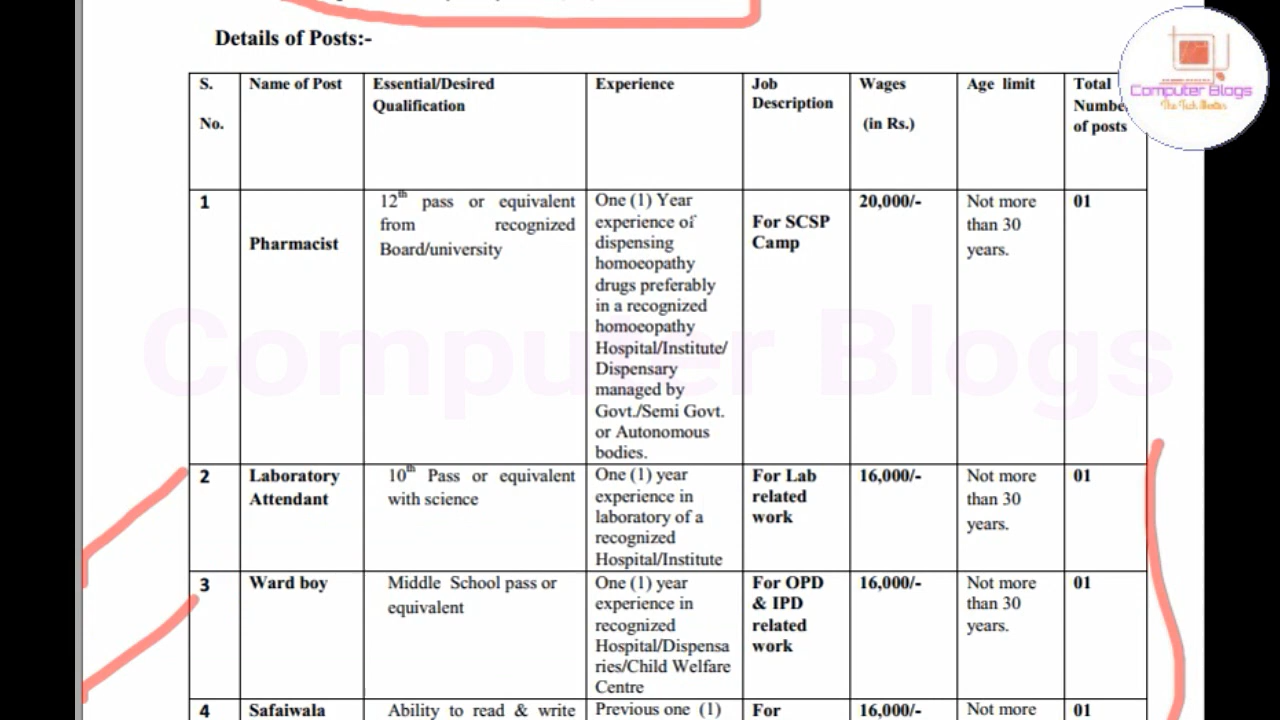 Details of Posts:-
Computer Blogs
The Tech Mentor
S.
No.
Name of Post
Essential/Desired
Qualification
Experience
Job
Description
Wages
(in Rs.)
Age limit
Total
of posts
1
Pharmacist
12th pass or equivalent
from recognized
Board/university
One (1) Year
experience of
dispensing
homoeopathy
drugs preferably
in a recognized
homoeopathy
Hospital/Institute/
Dispensary
managed by
Govt./Semi Govt.
or Autonomous
bodies.
For SCSP
Camp
20,000/-
Not more
than 30
years.
01
Computer Blogs
2
Laboratory
Attendant
10th Pass or equivalent
with science
One (1) year
experience in
laboratory of a
recognized
Hospital/Institute
For Lab
related
work
16,000/-
Not more
than 30
years.
01
3
Ward boy
Middle School pass or
equivalent
One (1) year
experience in
recognized
Hospital/Dispensa
ries/Child Welfare
Centre
For OPD
& IPD
related
work
16,000/-
Not more
than 30
years.
01
4
Safaiwala
Ability to read & write
Previous one (1)
For
16,000/-
Not more
01